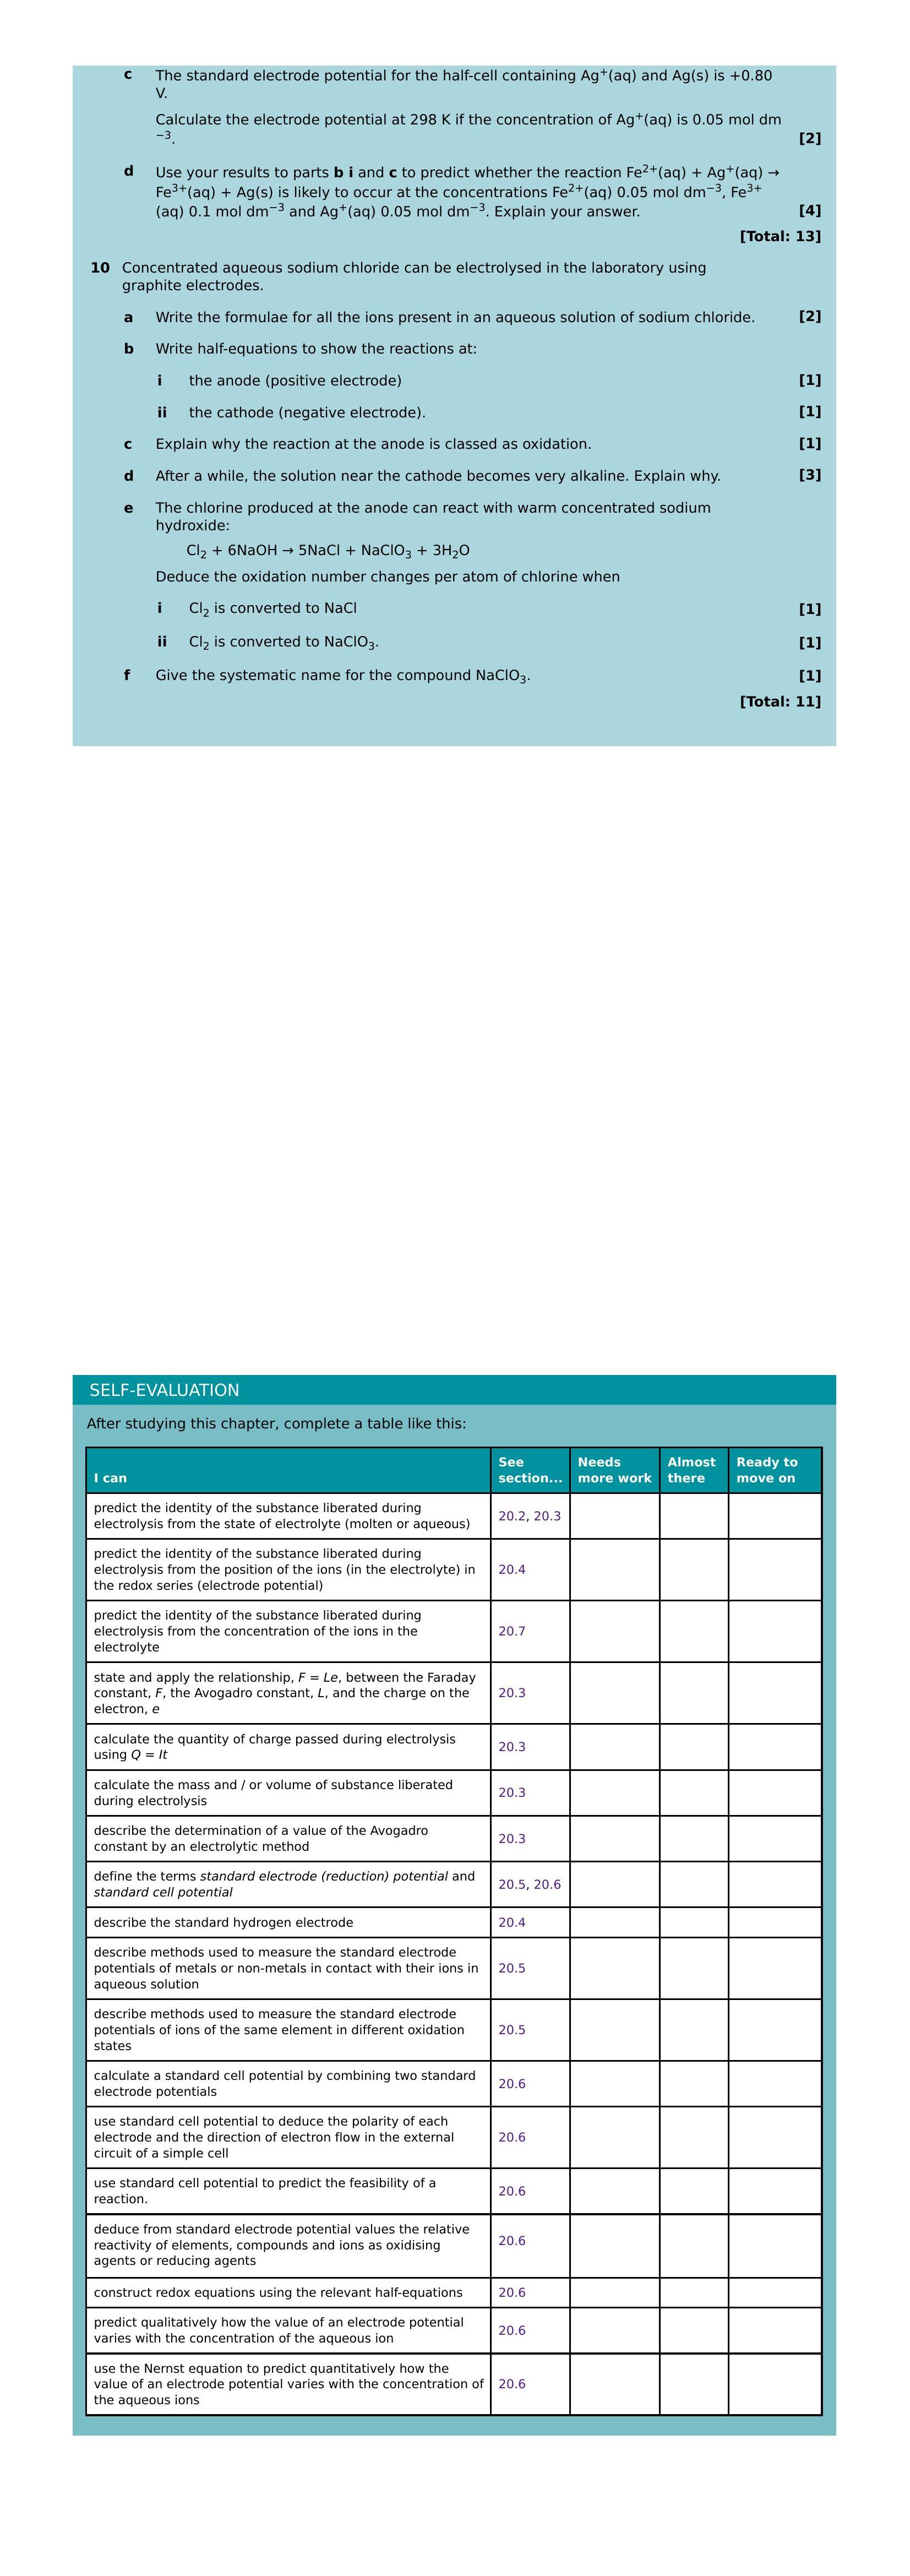 c The standard electrode potential for the half-cell containing Ag⁺(aq) and Ag(s) is +0.80
V.
Calculate the electrode potential at 298 K if the concentration of Ag⁺(aq) is 0.05 mol dm
⁻³. [2]
d Use your results to parts b i and c to predict whether the reaction Fe²⁺(aq) + Ag⁺(aq) →
Fe³⁺(aq) + Ag(s) is likely to occur at the concentrations Fe²⁺(aq) 0.05 mol dm⁻³, Fe³⁺
(aq) 0.1 mol dm⁻³ and Ag⁺(aq) 0.05 mol dm⁻³. Explain your answer. [4]
[Total: 13]
10 Concentrated aqueous sodium chloride can be electrolysed in the laboratory using
graphite electrodes.
a Write the formulae for all the ions present in an aqueous solution of sodium chloride. [2]
b Write half-equations to show the reactions at:
i the anode (positive electrode) [1]
ii the cathode (negative electrode). [1]
c Explain why the reaction at the anode is classed as oxidation. [1]
d After a while, the solution near the cathode becomes very alkaline. Explain why. [3]
e The chlorine produced at the anode can react with warm concentrated sodium
hydroxide:
Cl₂ + 6NaOH → 5NaCl + NaClO₃ + 3H₂O
Deduce the oxidation number changes per atom of chlorine when
i Cl₂ is converted to NaCl [1]
ii Cl₂ is converted to NaClO₃. [1]
f Give the systematic name for the compound NaClO₃. [1]
[Total: 11]
SELF-EVALUATION
After studying this chapter, complete a table like this:
I can See section... Needs more work Almost there Ready to move on
predict the identity of the substance liberated during
electrolysis from the state of electrolyte (molten or aqueous) 20.2, 20.3
predict the identity of the substance liberated during
electrolysis from the position of the ions (in the electrolyte) in
the redox series (electrode potential) 20.4
predict the identity of the substance liberated during
electrolysis from the concentration of the ions in the
electrolyte 20.7
state and apply the relationship, F = Le, between the Faraday
constant, F, the Avogadro constant, L, and the charge on the
electron, e 20.3
calculate the quantity of charge passed during electrolysis
using Q = It 20.3
calculate the mass and / or volume of substance liberated
during electrolysis 20.3
describe the determination of a value of the Avogadro
constant by an electrolytic method 20.3
define the terms standard electrode (reduction) potential and
standard cell potential 20.5, 20.6
describe the standard hydrogen electrode 20.4
describe methods used to measure the standard electrode
potentials of metals or non-metals in contact with their ions in
aqueous solution 20.5
describe methods used to measure the standard electrode
potentials of ions of the same element in different oxidation
states 20.5
calculate a standard cell potential by combining two standard
electrode potentials 20.6
use standard cell potential to deduce the polarity of each
electrode and the direction of electron flow in the external
circuit of a simple cell 20.6
use standard cell potential to predict the feasibility of a
reaction. 20.6
deduce from standard electrode potential values the relative
reactivity of elements, compounds and ions as oxidising
agents or reducing agents 20.6
construct redox equations using the relevant half-equations 20.6
predict qualitatively how the value of an electrode potential
varies with the concentration of the aqueous ion 20.6
use the Nernst equation to predict quantitatively how the
value of an electrode potential varies with the concentration of
the aqueous ions 20.6